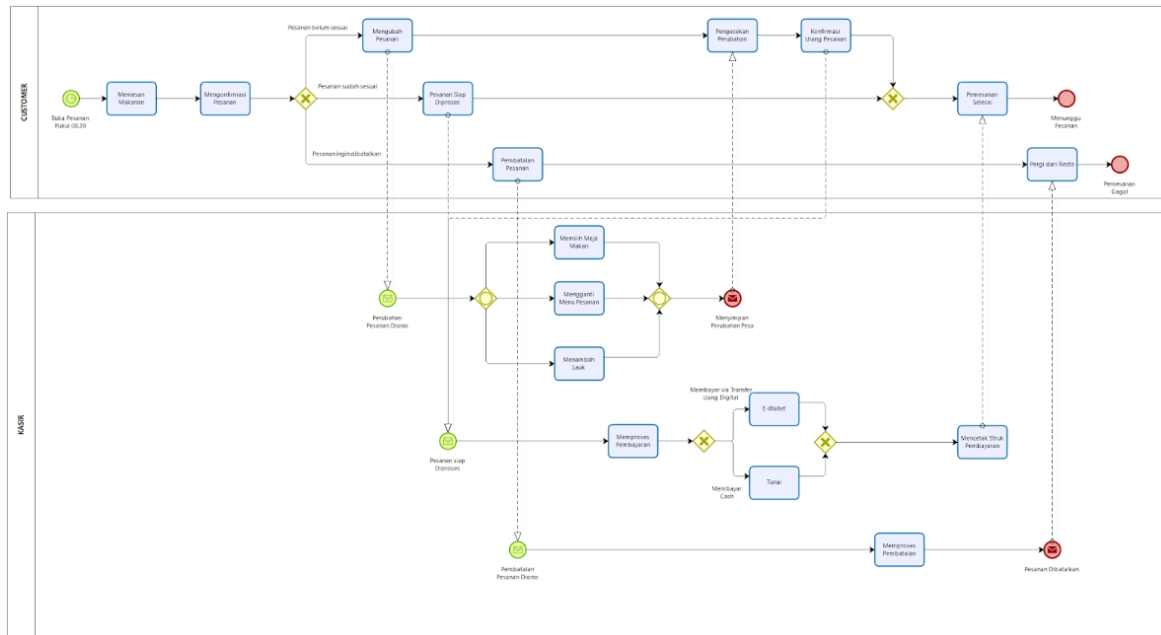 CUSTOMER
Pesanan belum sesuai
Mengubah
Pesanan
Pengecekan
Perubahan
Konfirmasi
Ulang Pesanan
Buka Pesanan
Pukul 08.30
Memesan
Makanan
Mengonfirmasi
Pesanan
Pesanan sudah sesuai
Pesanan Siap
Diproses
Pemesanan
Selesai
Menunggu
Pesanan
Pesananingindibatalkan
Pembatalan
Pesanan
Pergi dari Resto
Pemesanan
Gagal
KASIR
Memilih Meja
Makan
Perubahan
Pesanan Diores
Mengganti
Menu Pesanan
Menyimpan
Perubahan Pesa
Menambah
Lauk
Membayar via Transfer
Uang Digital
E-Wallet
Pesanan siap
Diproses
Memproses
Pembayaran
Mencetak Struk
Pembayaran
Membayar
Cash
Tunai
Pembatalan
Pesanan Diores
Memproses
Pembatalan
Pesanan Dibatalkan